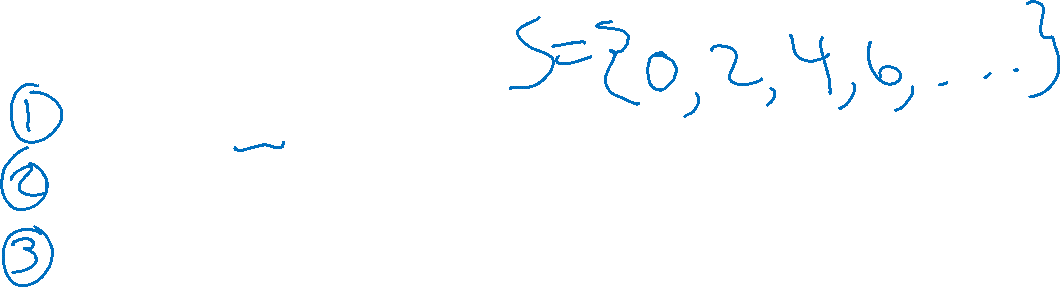 S={0,2,4,6,....}
①
~
②
③